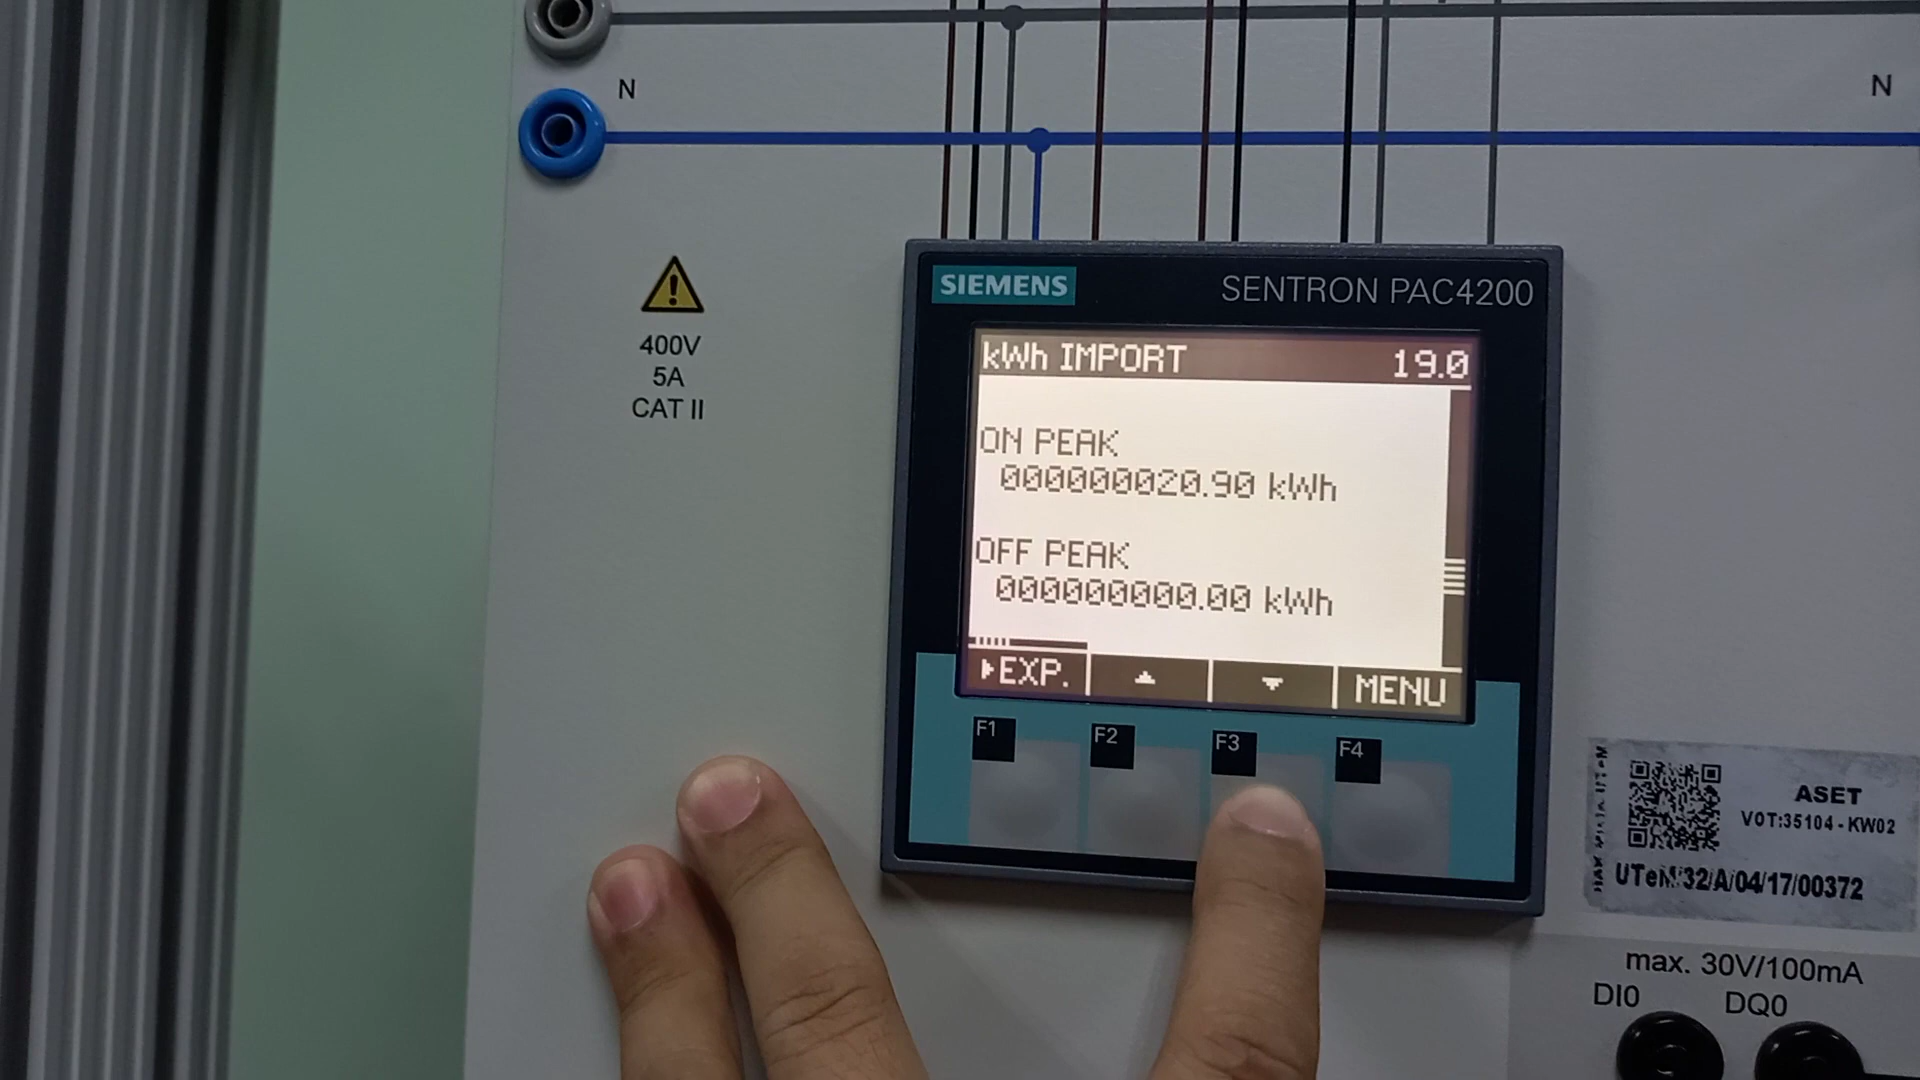 N
N
400V
5A
CAT II
SIEMENS
SENTRON PAC4200
kWh IMPORT 19.0
ON PEAK
000000020.90 kWh
OFF PEAK
000000000.00 kWh
EXP.
MENU
F1
F2
F3
F4
ASET
VOT:35104-KW02
UTeM/32/A/04/17/00372
max. 30V/100mA
DI0
DQ0